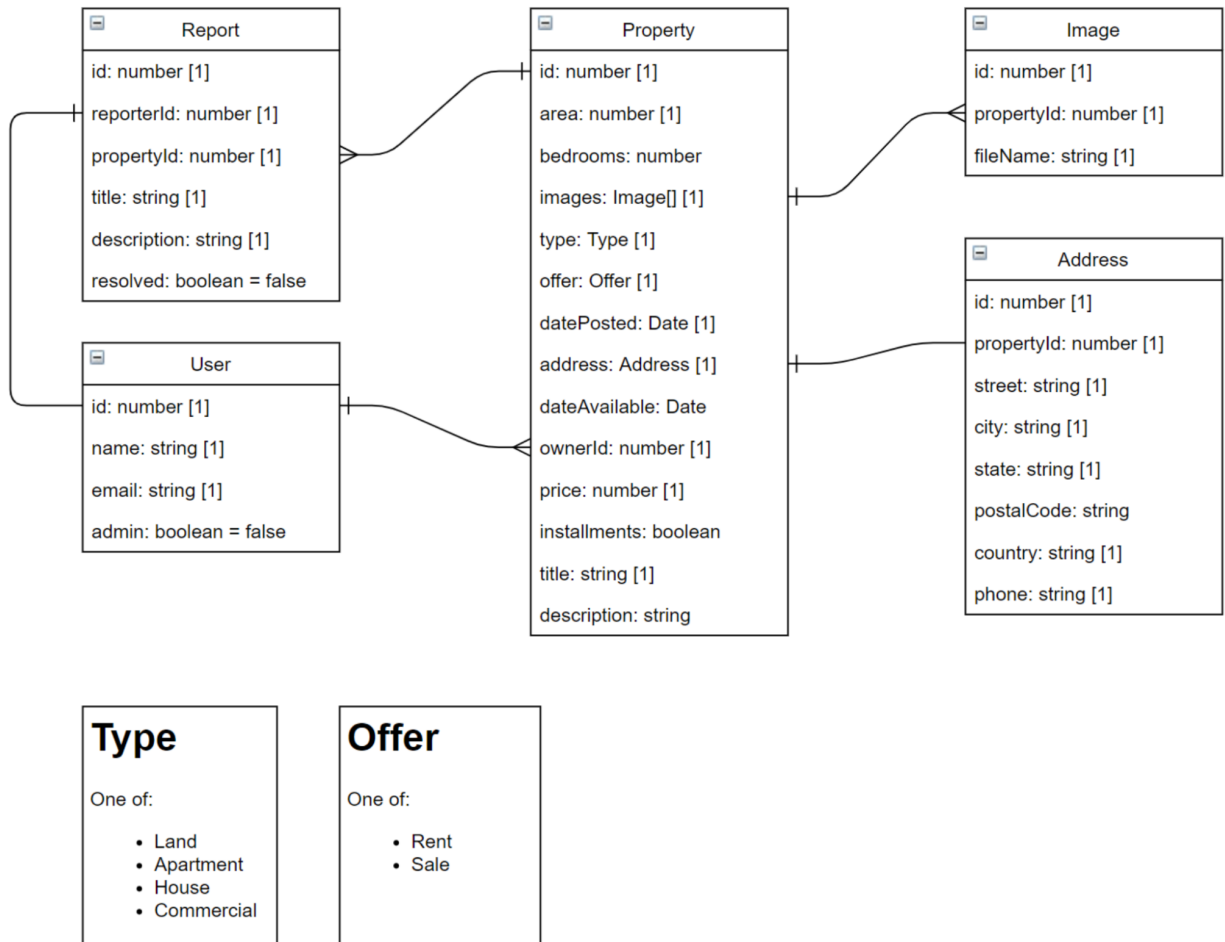 Report
id: number [1]
reporterId: number [1]
propertyId: number [1]
title: string [1]
description: string [1]
resolved: boolean = false
User
id: number [1]
name: string [1]
email: string [1]
admin: boolean = false
Property
id: number [1]
area: number [1]
bedrooms: number
images: Image[] [1]
type: Type [1]
offer: Offer [1]
datePosted: Date [1]
address: Address [1]
dateAvailable: Date
ownerId: number [1]
price: number [1]
installments: boolean
title: string [1]
description: string
Image
id: number [1]
propertyId: number [1]
fileName: string [1]
Address
id: number [1]
propertyId: number [1]
street: string [1]
city: string [1]
state: string [1]
postalCode: string
country: string [1]
phone: string [1]
Type
One of:
• Land
• Apartment
• House
• Commercial
Offer
One of:
• Rent
• Sale